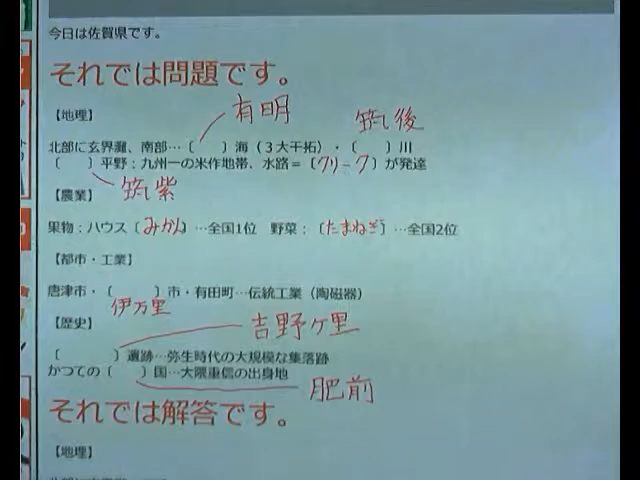 今日は佐賀県です。
それでは問題です。
【地理】
有明 筑後
北部に玄界灘、南部…〔　　〕海（３大干拓）・〔　　〕川
〔　　〕平野：九州一の米作地帯、水路＝〔クリーク〕が発達
筑紫
【農業】
果物：ハウス〔みかん〕…全国1位　野菜：〔たまねぎ〕…全国2位
【都市・工業】
唐津市・〔　　　〕市・有田町…伝統工業（陶磁器）
伊万里
【歴史】
吉野ケ里
〔　　　　〕遺跡…弥生時代の大規模な集落跡
かつての〔　　〕国…大隈重信の出身地
肥前
それでは解答です。
【地理】